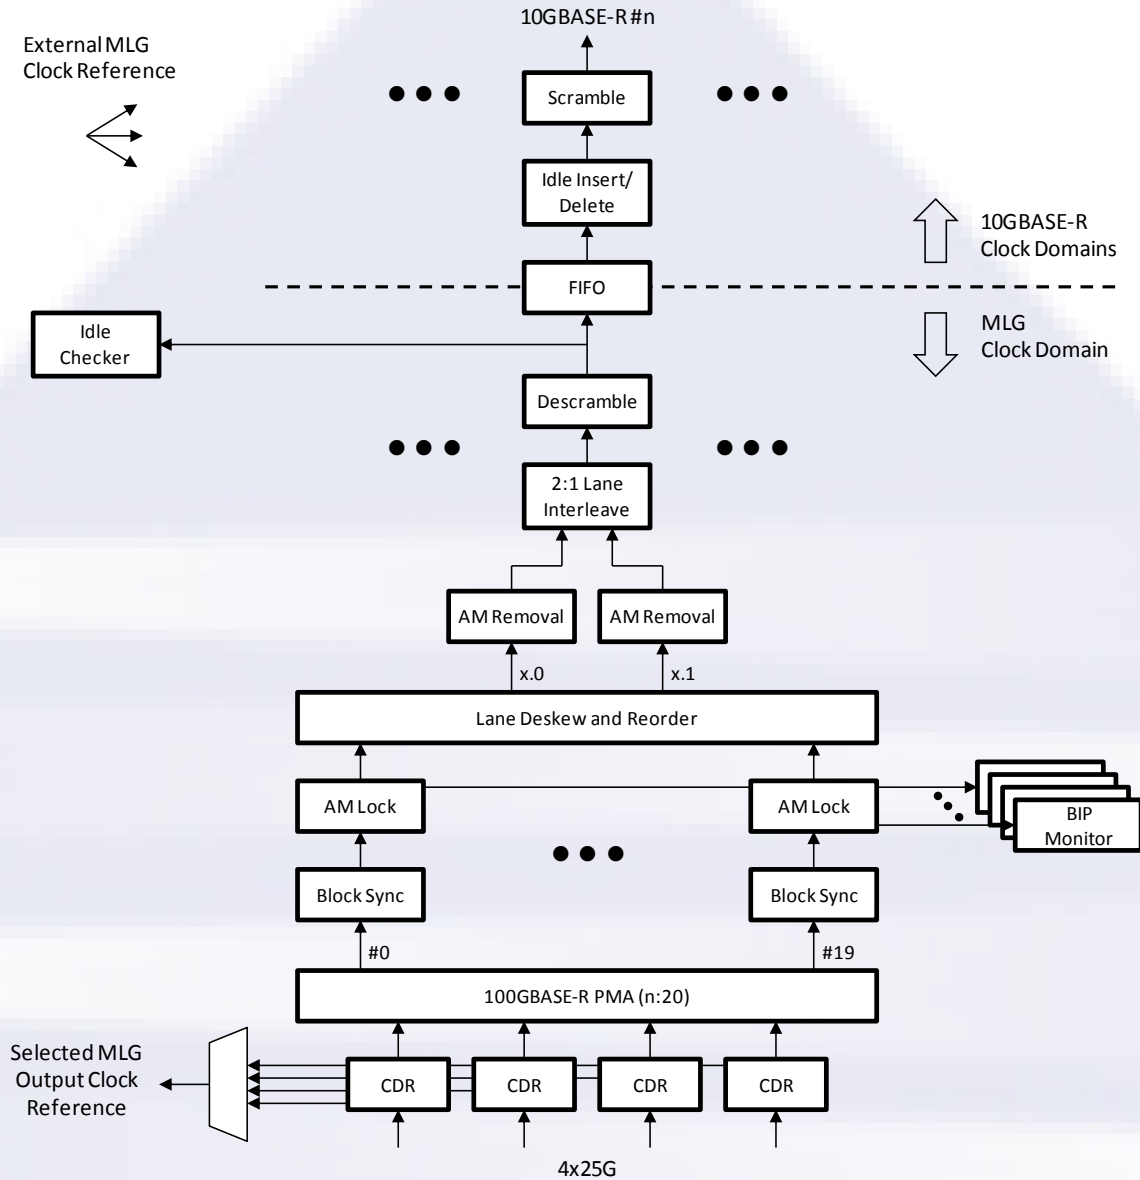 10GBASE-R #n
External MLG
Clock Reference
Scramble
Idle Insert/
Delete
10GBASE-R
Clock Domains
FIFO
MLG
Clock Domain
Idle
Checker
Descramble
2:1 Lane
Interleave
AM Removal
AM Removal
x.0
x.1
Lane Deskew and Reorder
AM Lock
AM Lock
BIP
Monitor
Block Sync
Block Sync
#0
#19
100GBASE-R PMA (n:20)
Selected MLG
Output Clock
Reference
CDR
CDR
CDR
CDR
4x25G